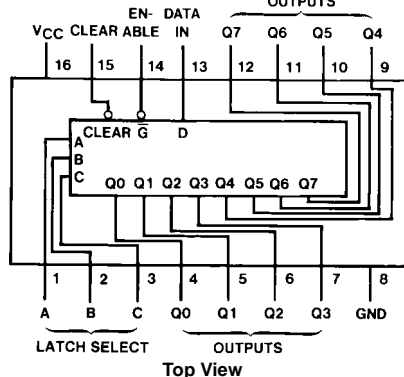 OUTPUTS
EN- DATA
VCC CLEAR ABLE IN Q7 Q6 Q5 Q4
16 15 14 13 12 11 10 9
CLEAR G D
A
B
C
Q0 Q1 Q2 Q3 Q4 Q5 Q6 Q7
1 2 3 4 5 6 7 8
A B C Q0 Q1 Q2 Q3 GND
LATCH SELECT OUTPUTS
Top View